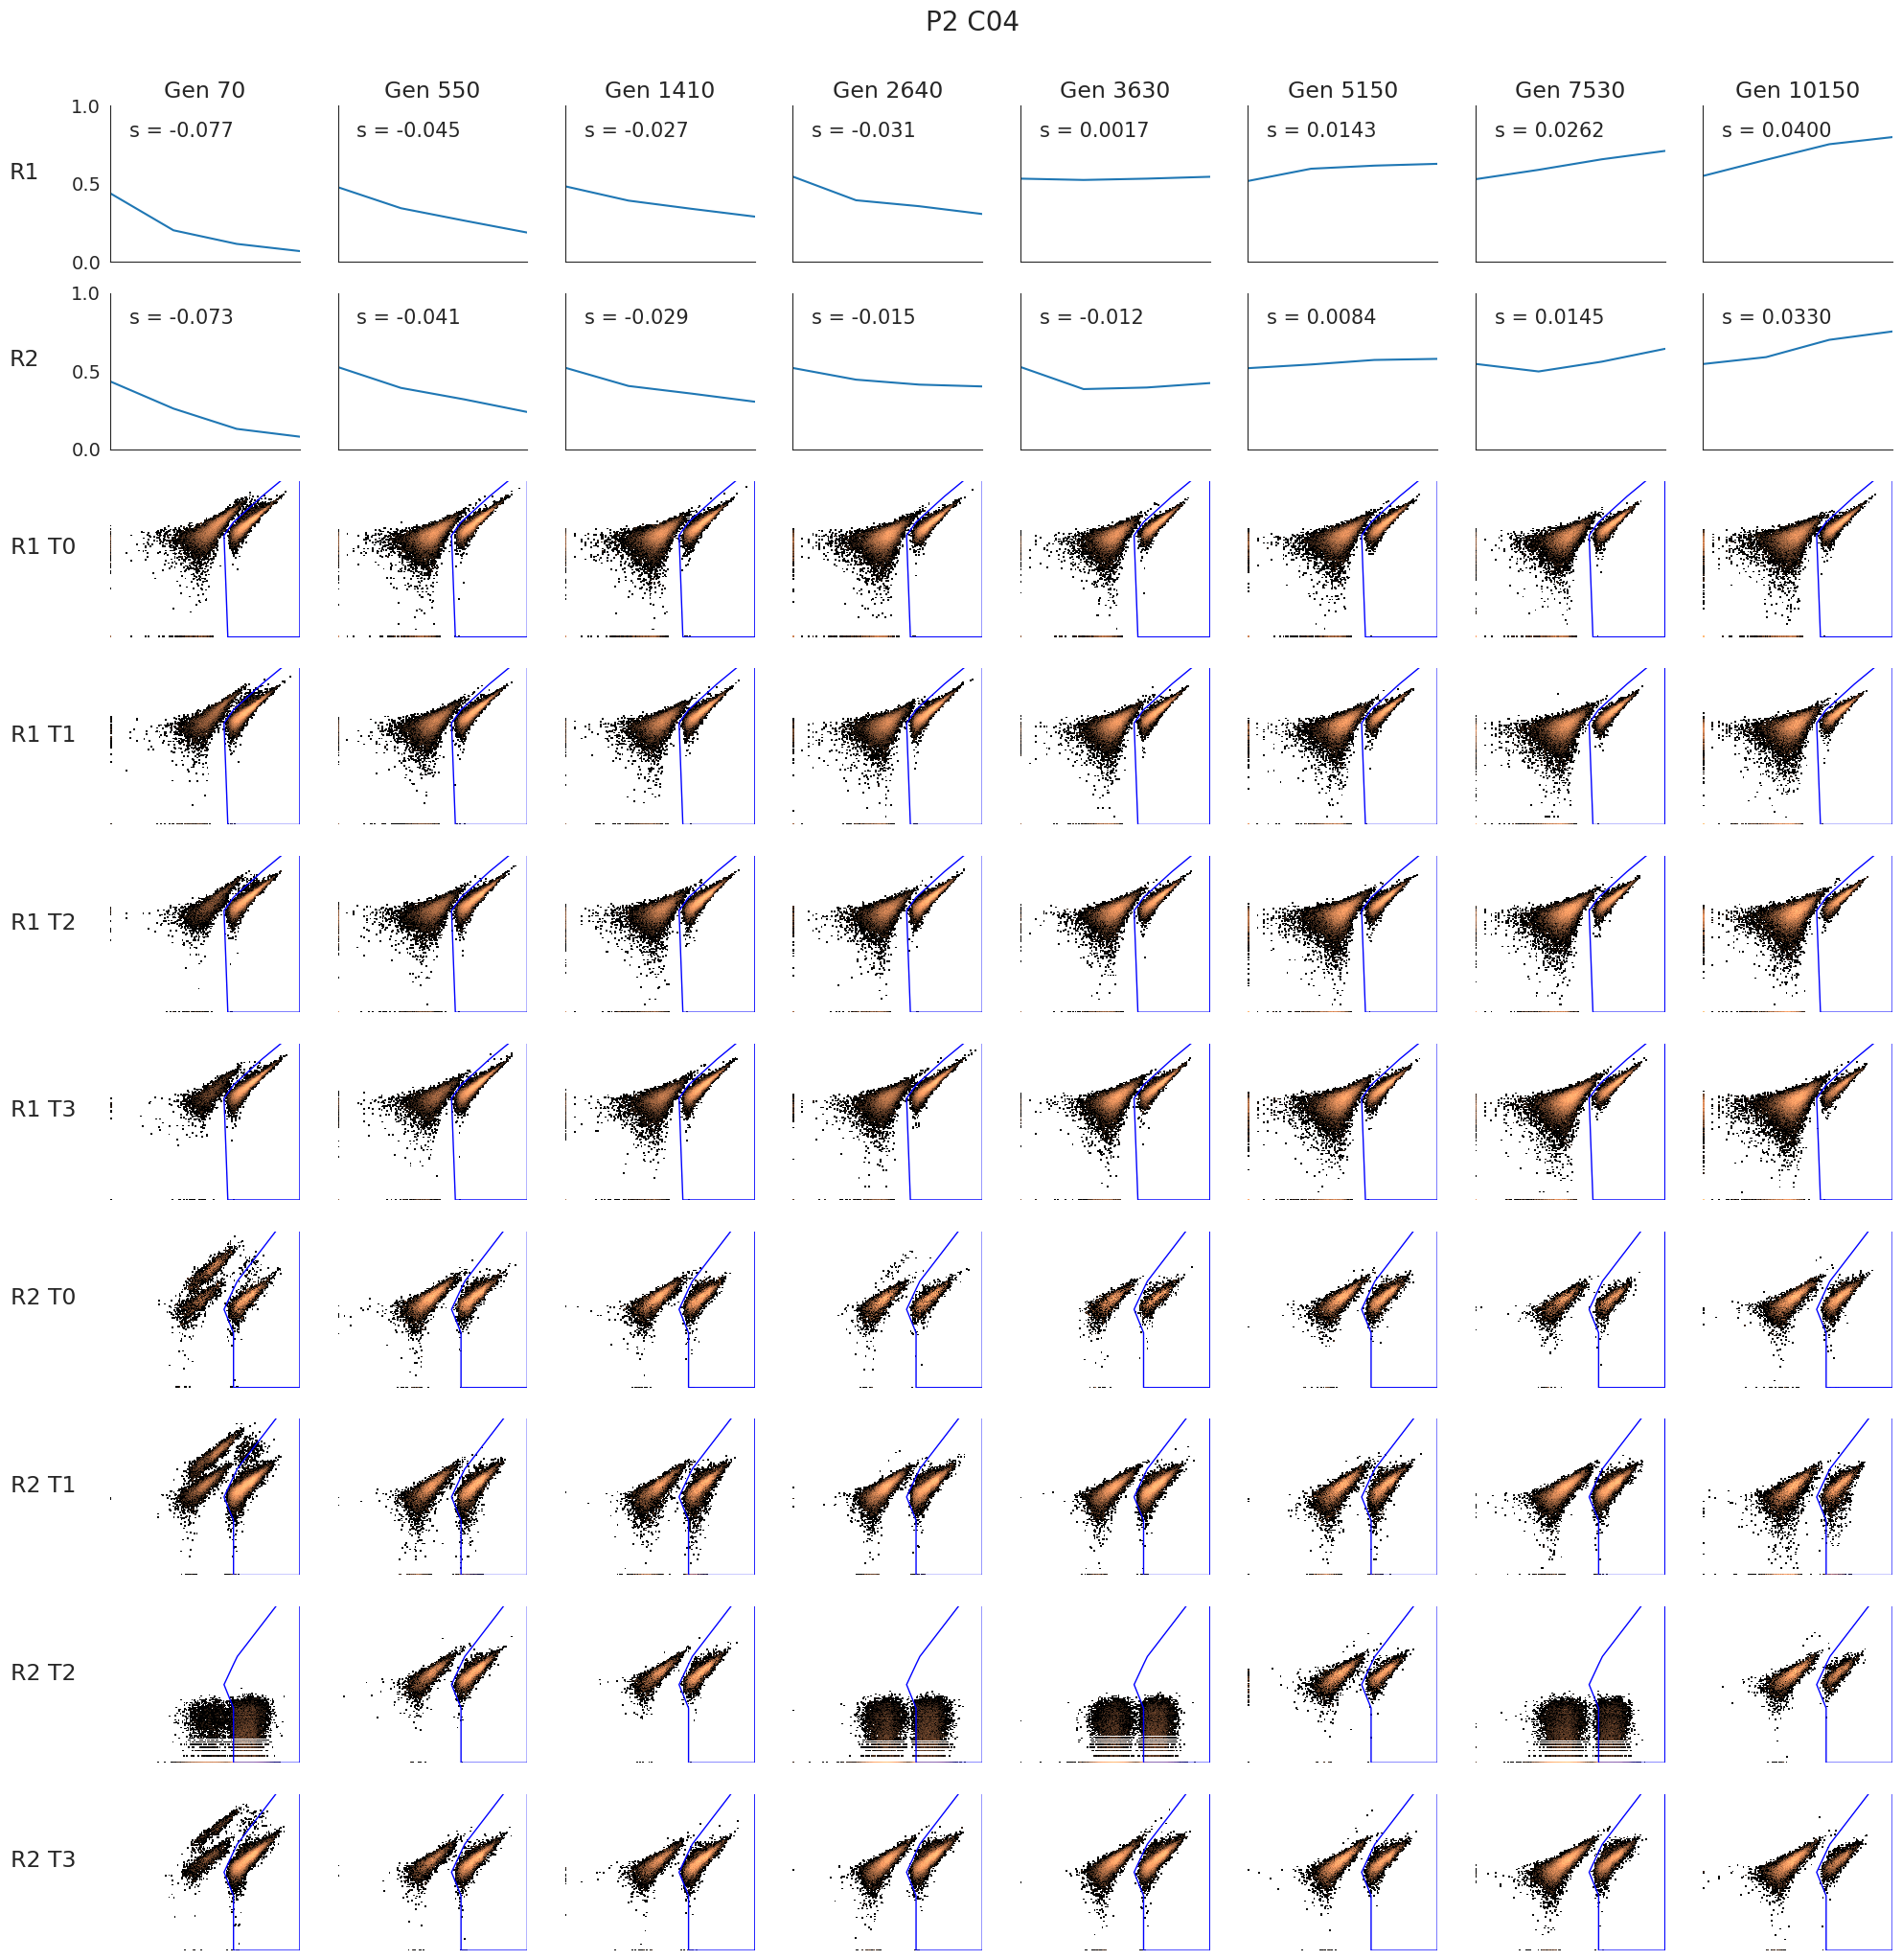 P2 C04
Gen 70 Gen 550 Gen 1410 Gen 2640 Gen 3630 Gen 5150 Gen 7530 Gen 10150
1.0
s = -0.077 s = -0.045 s = -0.027 s = -0.031 s = 0.0017 s = 0.0143 s = 0.0262 s = 0.0400
R1
0.5
0.0
1.0
s = -0.073 s = -0.041 s = -0.029 s = -0.015 s = -0.012 s = 0.0084 s = 0.0145 s = 0.0330
R2
0.5
0.0
R1 T0
R1 T1
R1 T2
R1 T3
R2 T0
R2 T1
R2 T2
R2 T3